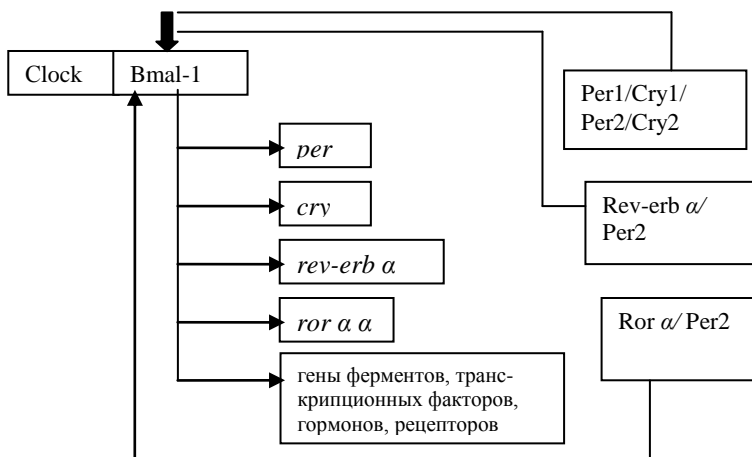 Clock
Bmal-1
Per1/Cry1/
Per2/Cry2
per
cry
Rev-erb α/
Per2
rev-erb α
ror α α
Ror α/ Per2
гены ферментов, транс-
крипционных факторов,
гормонов, рецепторов